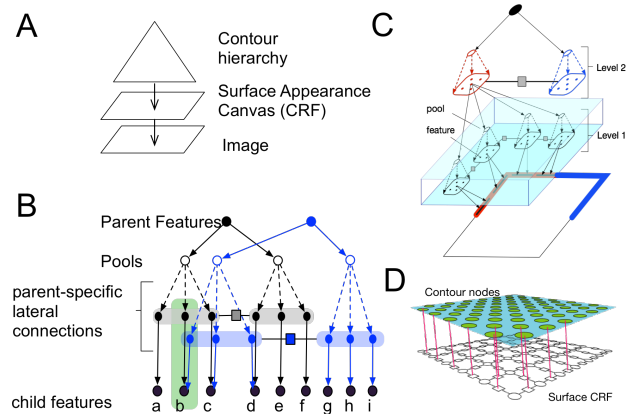 A
Contour
hierarchy
Surface Appearance
Canvas (CRF)
Image
B
Parent Features
Pools
parent-specific
lateral
connections
child features
a b c d e f g h i
C
Level 2
pool
feature
Level 1
D
Contour nodes
Surface CRF